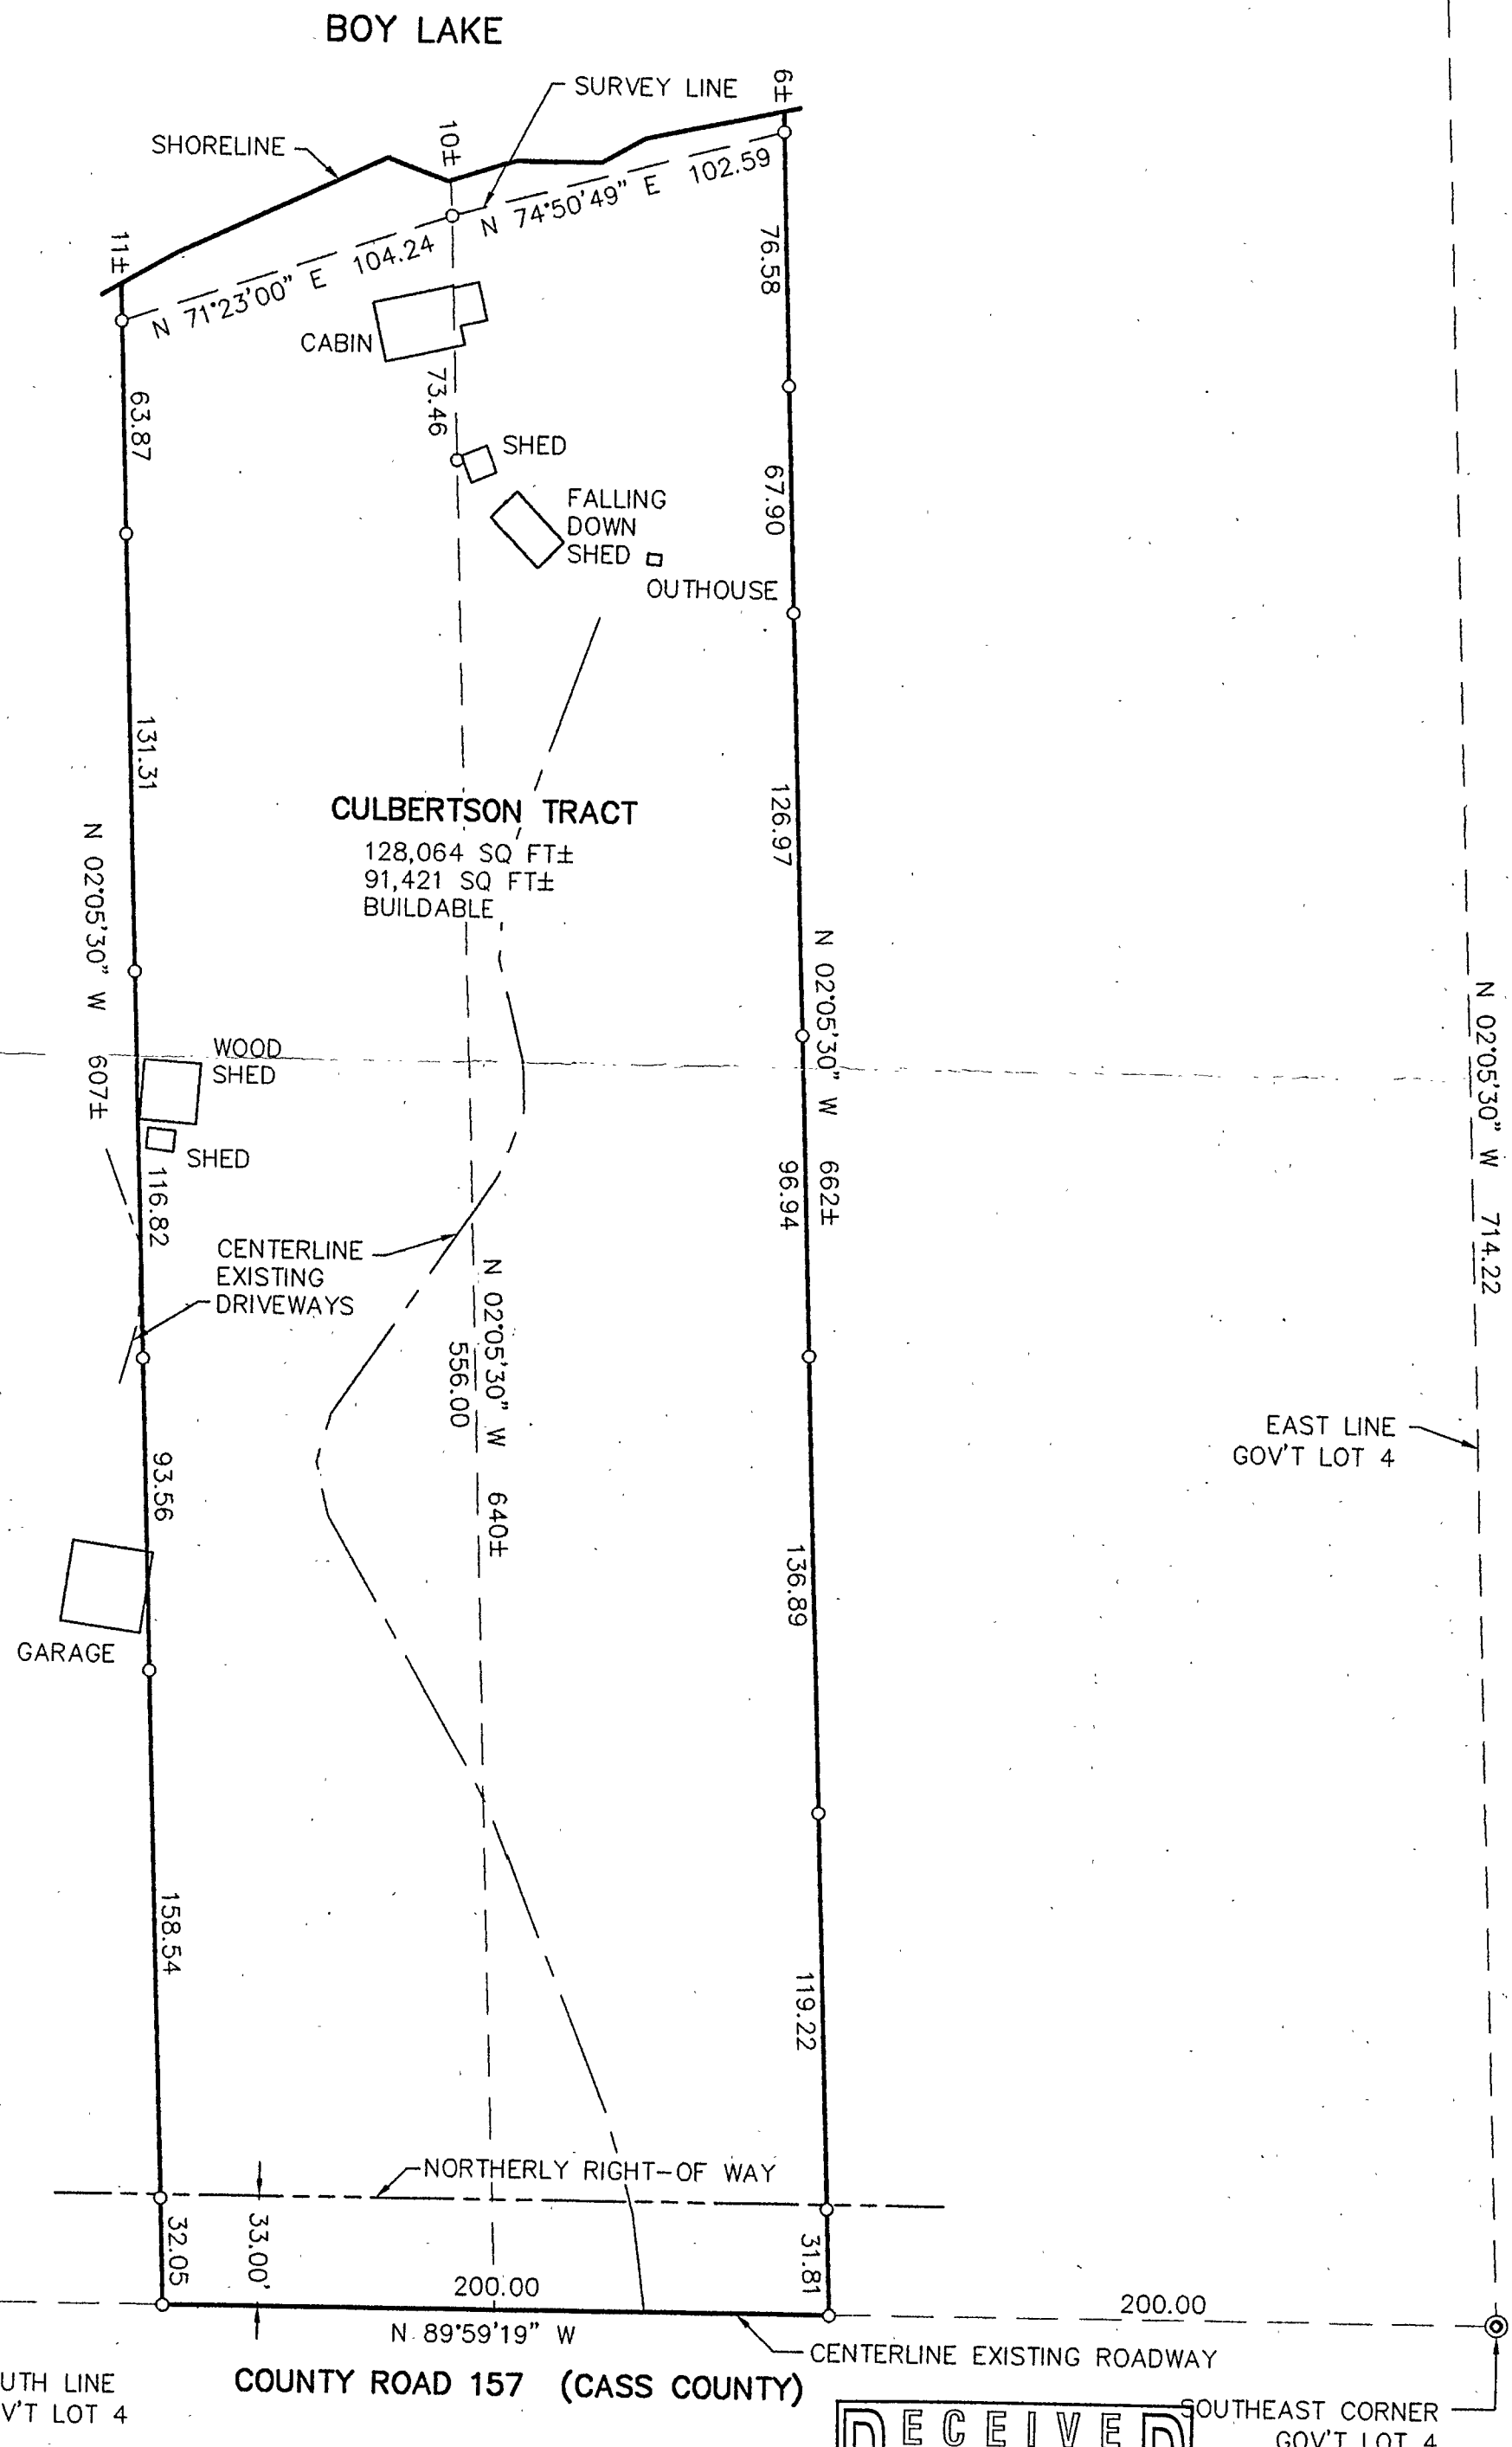 BOY LAKE
SURVEY LINE
6±
10±
SHORELINE
11±
N 74°50'49" E 102.59
N 71°23'00" E 104.24
76.58
CABIN
63.87
73.46
SHED
67.90
FALLING
DOWN
SHED
OUTHOUSE
131.31
126.97
CULBERTSON TRACT
128,064 SQ FT±
91,421 SQ FT±
BUILDABLE
N 02°05'30" W 607±
N 02°05'30" W 662±
N 02°05'30" W 714.22
WOOD
SHED
SHED
116.82
96.94
CENTERLINE
EXISTING
DRIVEWAYS
N 02°05'30" W 640±
556.00
EAST LINE
GOV'T LOT 4
93.56
136.89
GARAGE
158.54
119.22
NORTHERLY RIGHT-OF WAY
32.05
33.00'
31.81
200.00
200.00
N 89°59'19" W
CENTERLINE EXISTING ROADWAY
COUNTY ROAD 157 (CASS COUNTY)
UTH LINE
V'T LOT 4
SOUTHEAST CORNER
GOV'T LOT 4
ECEIVE